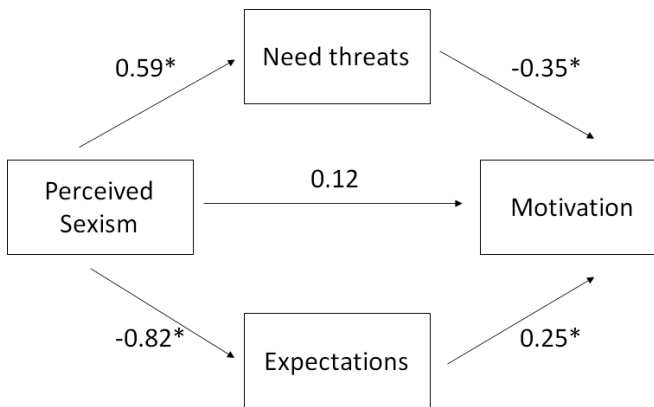 Need threats
0.59*
-0.35*
0.12
Perceived
Sexism
Motivation
-0.82*
0.25*
Expectations